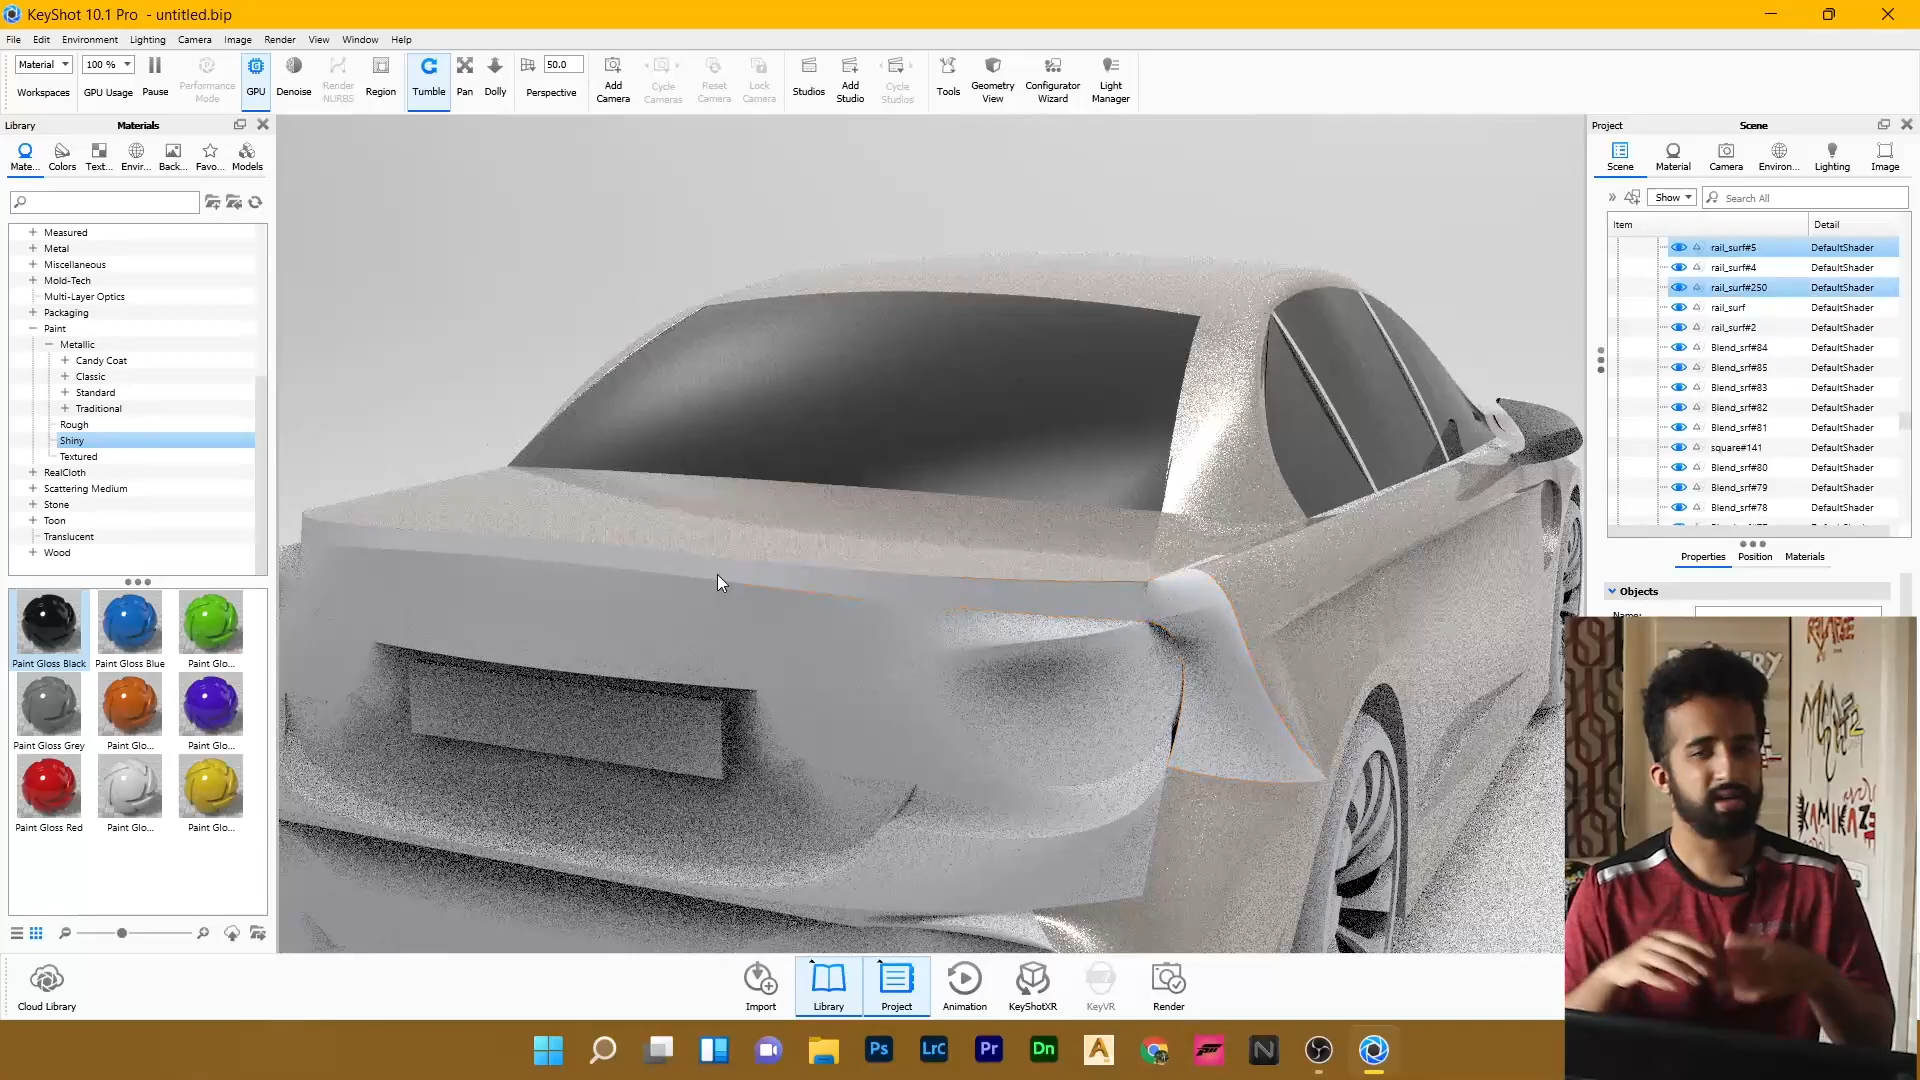 KeyShot 10.1 Pro - untitled.bip
File Edit Environment Lighting Camera Image Render View Window Help
Material 100 % 50.0
Workspaces GPU Usage Pause Performance Mode GPU Denoise Render NURBS Region Tumble Pan Dolly Perspective Add Camera Cycle Cameras Reset Camera Lock Camera Studios Add Studio Cycle Studios Tools Geometry View Configurator Wizard Light Manager
Library Materials
Mate... Colors Text... Envir... Back... Favo... Models
Measured
Metal
Miscellaneous
Mold-Tech
Multi-Layer Optics
Packaging
Paint
Metallic
Candy Coat
Classic
Standard
Traditional
Rough
Shiny
Textured
RealCloth
Scattering Medium
Stone
Toon
Translucent
Wood
Paint Gloss Black Paint Gloss Blue Paint Glo...
Paint Gloss Grey Paint Glo... Paint Glo...
Paint Gloss Red Paint Glo... Paint Glo...
Cloud Library
Project Scene
Scene Material Camera Environ... Lighting Image
Show Search All
Item Detail
rail_surf#5 DefaultShader
rail_surf#4 DefaultShader
rail_surf#250 DefaultShader
rail_surf DefaultShader
rail_surf#2 DefaultShader
Blend_srf#84 DefaultShader
Blend_srf#85 DefaultShader
Blend_srf#83 DefaultShader
Blend_srf#82 DefaultShader
Blend_srf#81 DefaultShader
square#141 DefaultShader
Blend_srf#80 DefaultShader
Blend_srf#79 DefaultShader
Blend_srf#78 DefaultShader
Properties Position Materials
Objects
Import Library Project Animation KeyShotXR KeyVR Render
Ps LrC Pr Dn A N